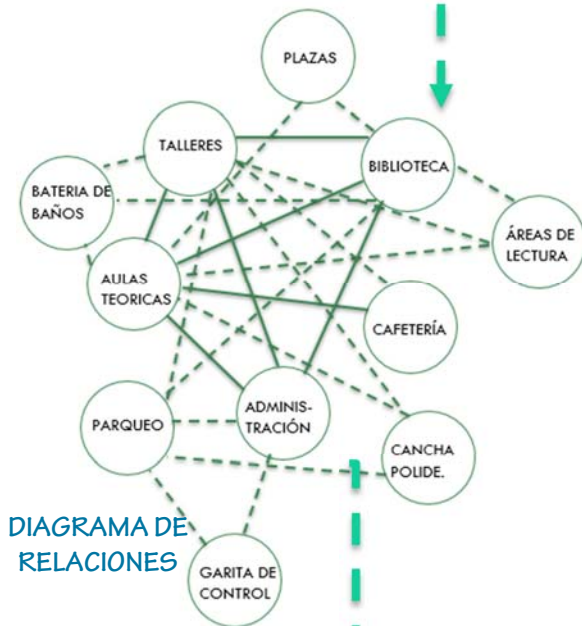 PLAZAS
TALLERES
BIBLIOTECA
BATERIA DE
BAÑOS
ÁREAS DE
LECTURA
AULAS
TEORICAS
CAFETERÍA
ADMINIS-
TRACIÓN
PARQUEO
CANCHA
POLIDE.
DIAGRAMA DE
RELACIONES
GARITA DE
CONTROL